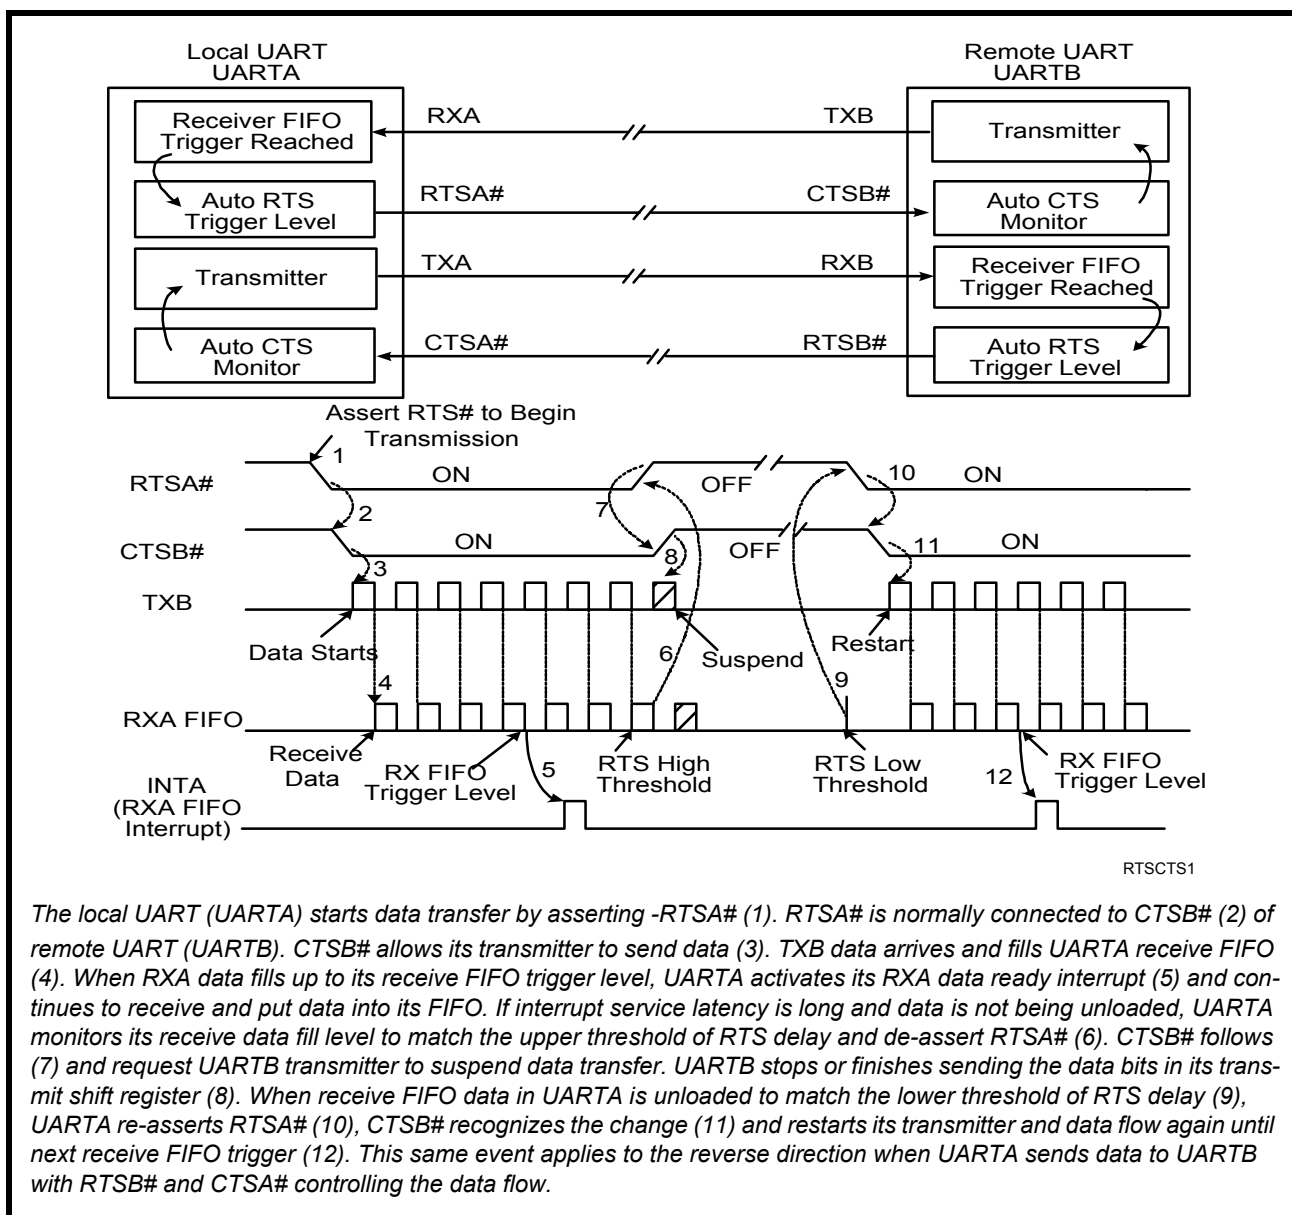 Local UART
UARTA
Remote UART
UARTB
Receiver FIFO
Trigger Reached
RXA
TXB
Transmitter
Auto RTS
Trigger Level
RTSA#
CTSB#
Auto CTS
Monitor
Transmitter
TXA
RXB
Receiver FIFO
Trigger Reached
Auto CTS
Monitor
CTSA#
RTSB#
Auto RTS
Trigger Level
Assert RTS# to Begin
Transmission
RTSA#
1
ON
7
OFF
10
ON
2
CTSB#
ON
8
OFF
11
ON
3
TXB
Data Starts
6
Suspend
Restart
4
9
RXA FIFO
Receive
Data
RX FIFO
Trigger Level
5
RTS High
Threshold
RTS Low
Threshold
12
RX FIFO
Trigger Level
INTA
(RXA FIFO
Interrupt)
RTSCTS1
The local UART (UARTA) starts data transfer by asserting -RTSA# (1). RTSA# is normally connected to CTSB# (2) of
remote UART (UARTB). CTSB# allows its transmitter to send data (3). TXB data arrives and fills UARTA receive FIFO
(4). When RXA data fills up to its receive FIFO trigger level, UARTA activates its RXA data ready interrupt (5) and con-
tinues to receive and put data into its FIFO. If interrupt service latency is long and data is not being unloaded, UARTA
monitors its receive data fill level to match the upper threshold of RTS delay and de-assert RTSA# (6). CTSB# follows
(7) and request UARTB transmitter to suspend data transfer. UARTB stops or finishes sending the data bits in its trans-
mit shift register (8). When receive FIFO data in UARTA is unloaded to match the lower threshold of RTS delay (9),
UARTA re-asserts RTSA# (10), CTSB# recognizes the change (11) and restarts its transmitter and data flow again until
next receive FIFO trigger (12). This same event applies to the reverse direction when UARTA sends data to UARTB
with RTSB# and CTSA# controlling the data flow.